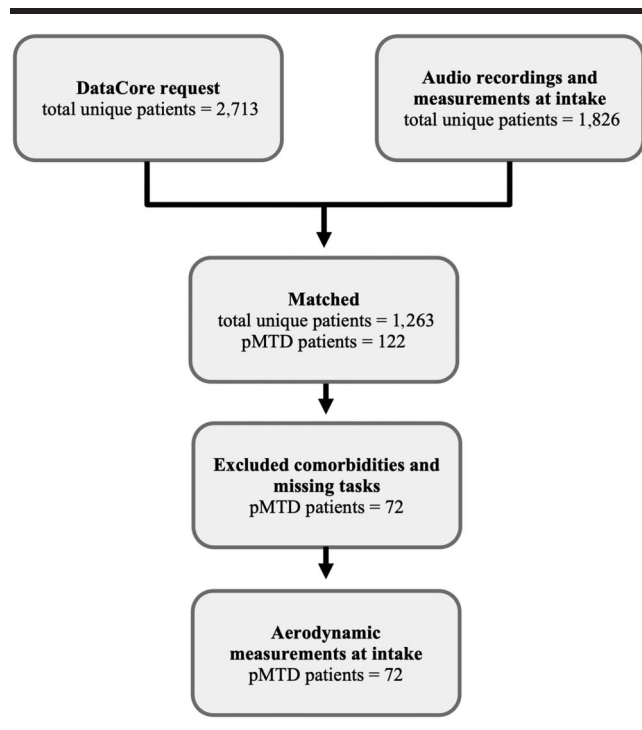 DataCore request
total unique patients = 2,713
Audio recordings and
measurements at intake
total unique patients = 1,826
Matched
total unique patients = 1,263
pMTD patients = 122
Excluded comorbidities and
missing tasks
pMTD patients = 72
Aerodynamic
measurements at intake
pMTD patients = 72